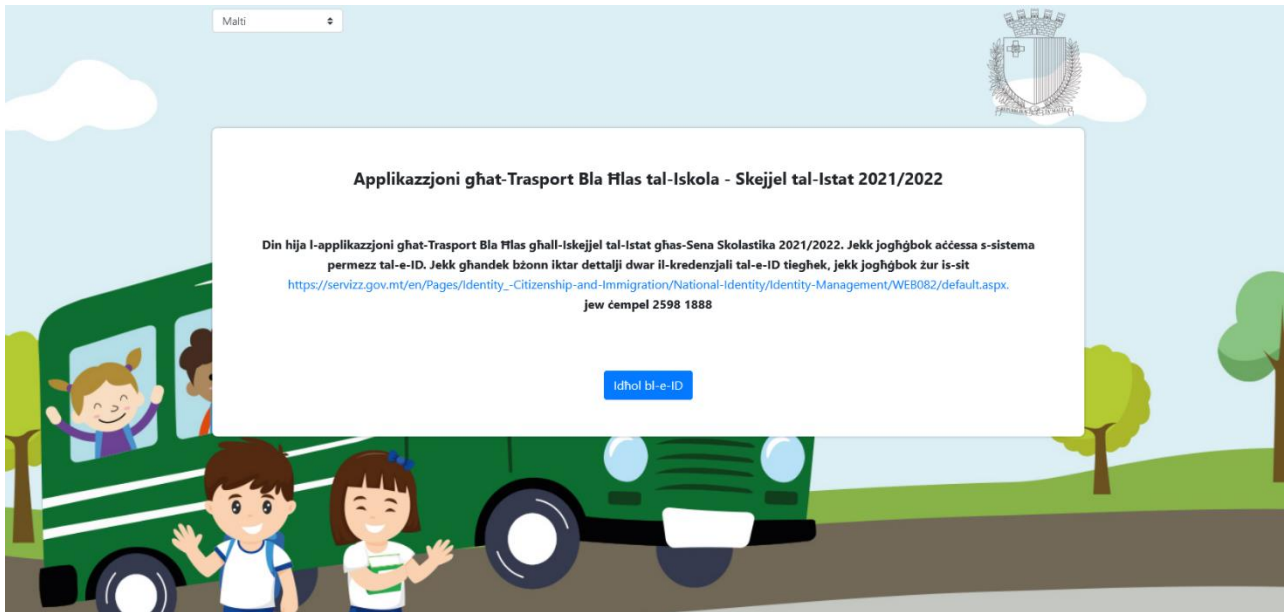 Malti
Applikazzjoni għat-Trasport Bla Ħlas tal-Iskola - Skejjel tal-Istat 2021/2022
Din hija l-applikazzjoni għat-Trasport Bla Ħlas għall-Iskejjel tal-Istat għas-Sena Skolastika 2021/2022. Jekk jogħġbok aċċessa s-sistema
permezz tal-e-ID. Jekk għandek bżonn iktar dettalji dwar il-kredenzjali tal-e-ID tiegħek, jekk jogħġbok żur is-sit
https://servizz.gov.mt/en/Pages/Identity_-Citizenship-and-Immigration/National-Identity/Identity-Management/WEB082/default.aspx.
jew ċempel 2598 1888
Idħol bl-e-ID